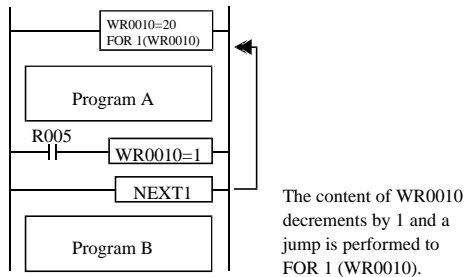 WR0010=20
FOR 1(WR0010)
Program A
R005
WR0010=1
NEXT1
The content of WR0010
decrements by 1 and a
jump is performed to
FOR 1 (WR0010).
Program B